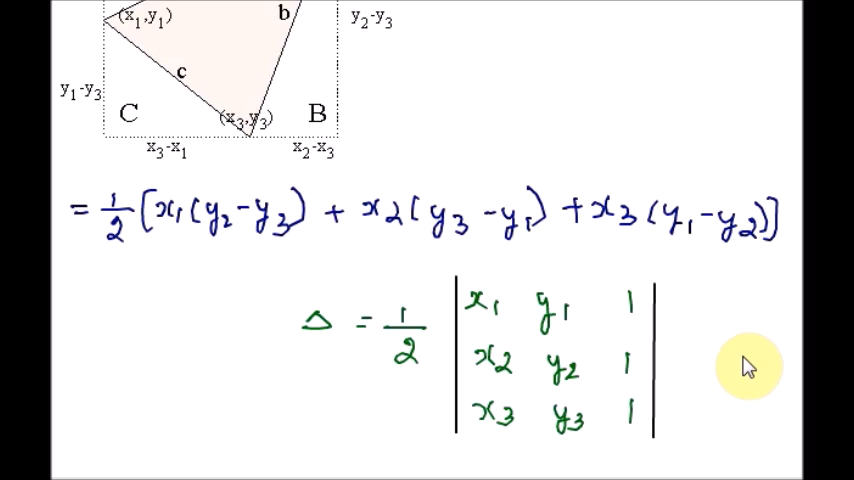 (x₁,y₁) b y₂-y₃
c
y₁-y₃
C (x₃,y₃) B
x₃-x₁ x₂-x₃
= 1/2 [x₁(y₂-y₃) + x₂(y₃-y₁) + x₃(y₁-y₂)]
Δ = 1/2 | x₁ y₁ 1 |
| x₂ y₂ 1 |
| x₃ y₃ 1 |